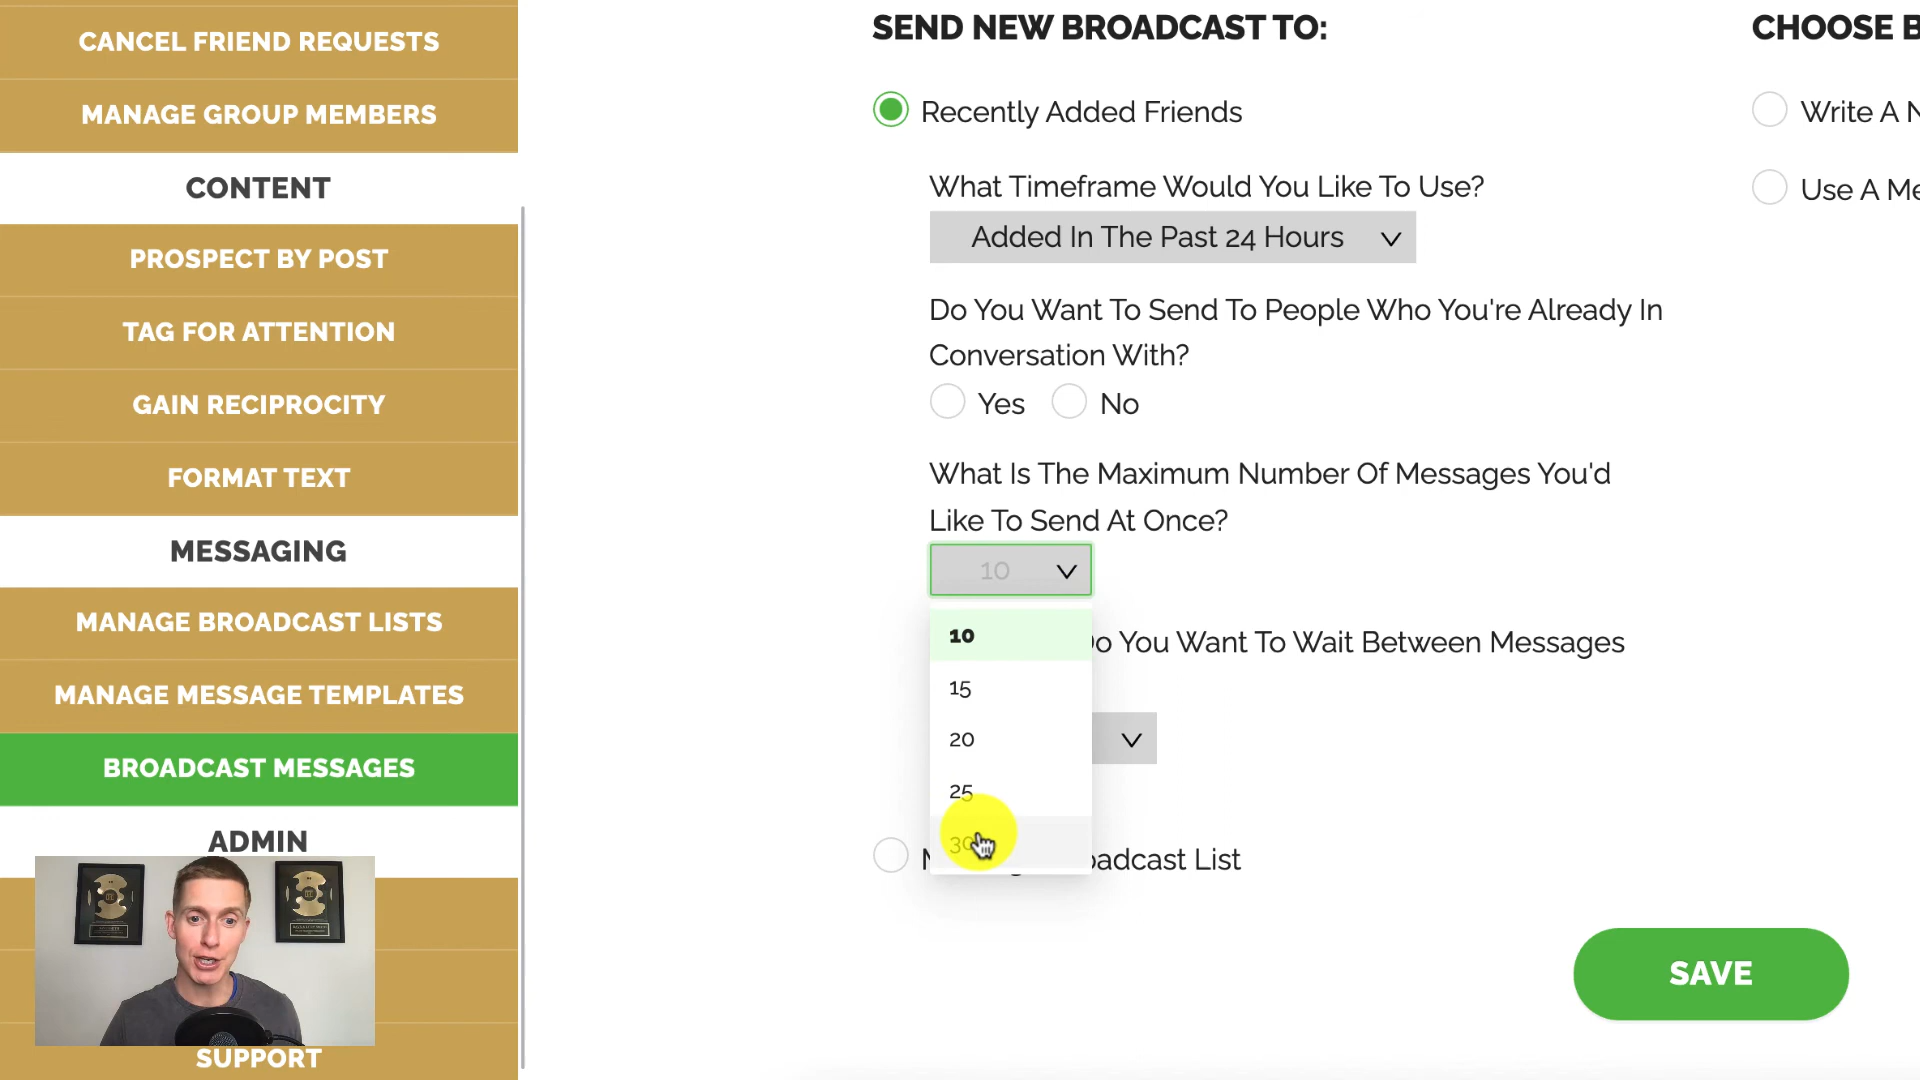 CANCEL FRIEND REQUESTS
MANAGE GROUP MEMBERS
CONTENT
PROSPECT BY POST
TAG FOR ATTENTION
GAIN RECIPROCITY
FORMAT TEXT
MESSAGING
MANAGE BROADCAST LISTS
MANAGE MESSAGE TEMPLATES
BROADCAST MESSAGES
ADMIN
SUPPORT
SEND NEW BROADCAST TO:
Recently Added Friends
What Timeframe Would You Like To Use?
Added In The Past 24 Hours
Do You Want To Send To People Who You're Already In
Conversation With?
Yes No
What Is The Maximum Number Of Messages You'd
Like To Send At Once?
10
10
15
20
25
30
Do You Want To Wait Between Messages
List
SAVE
CHOOSE
Write A
Use A